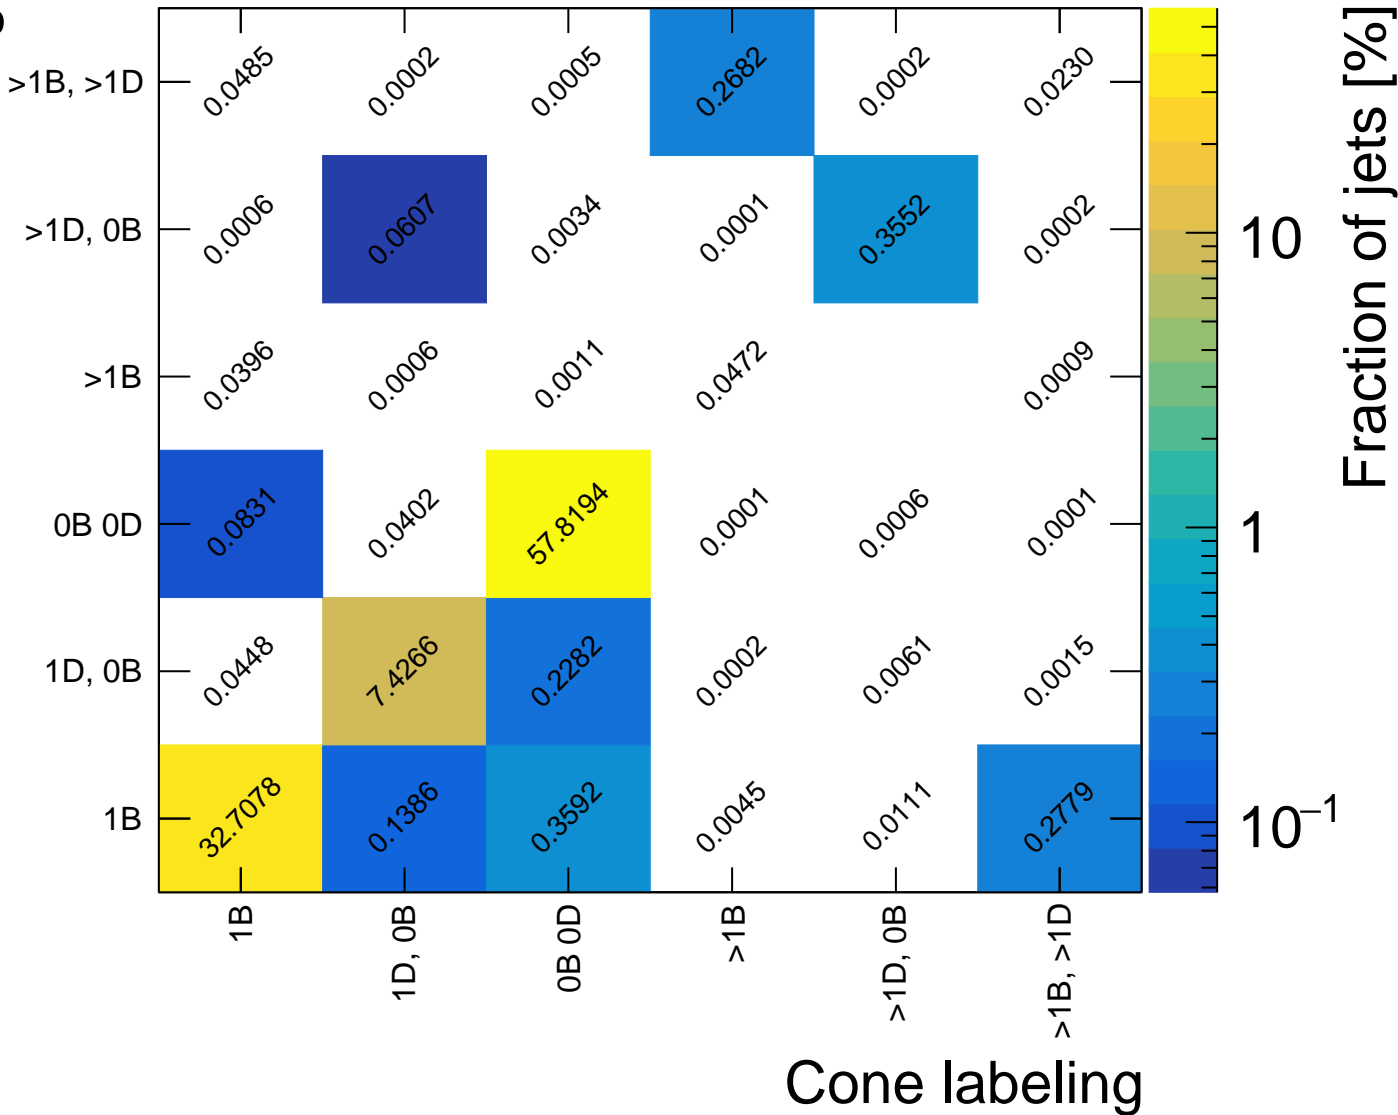 >1B, >1D 0.0485 0.0002 0.0005 0.2682 0.0002 0.0230
>1D, 0B 0.0006 0.0607 0.0034 0.0001 0.3552 0.0002
>1B 0.0396 0.0006 0.0011 0.0472 0.0009
0B 0D 0.0831 0.0402 57.8194 0.0001 0.0006 0.0001
1D, 0B 0.0448 7.4266 0.2282 0.0002 0.0061 0.0015
1B 32.7078 0.1386 0.3592 0.0045 0.0111 0.2779
1B 1D, 0B 0B 0D >1B >1D, 0B >1B, >1D
Cone labeling
10
1
10⁻¹
Fraction of jets [%]